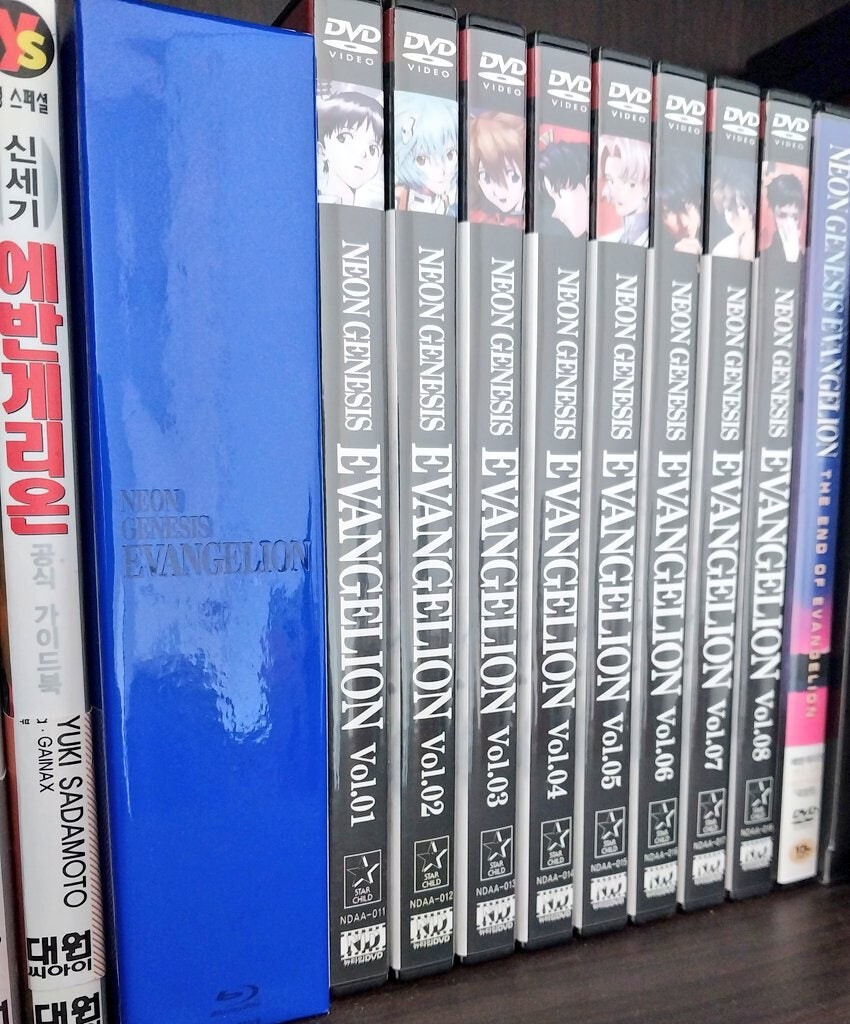 Ys
스페셜
신세기
에반게리온
공식 가이드북
YUKI SADAMOTO
· GAINAX
대원
씨아이
대원
NEON
GENESIS
EVANGELION
DVD
VIDEO
NEON GENESIS
EVANGELION Vol.01
STAR
CHILD
NDAA-011
DVD
VIDEO
NEON GENESIS
EVANGELION Vol.02
STAR
CHILD
NDAA-012
DVD
VIDEO
NEON GENESIS
EVANGELION Vol.03
STAR
CHILD
NDAA-013
DVD
VIDEO
NEON GENESIS
EVANGELION Vol.04
STAR
CHILD
NDAA-014
DVD
VIDEO
NEON GENESIS
EVANGELION Vol.05
STAR
CHILD
NDAA-015
DVD
VIDEO
NEON GENESIS
EVANGELION Vol.06
STAR
CHILD
DVD
VIDEO
NEON GENESIS
EVANGELION Vol.07
DVD
VIDEO
NEON GENESIS
EVANGELION Vol.08
NEON GENESIS EVANGELION THE END OF EVANGELION
DVD